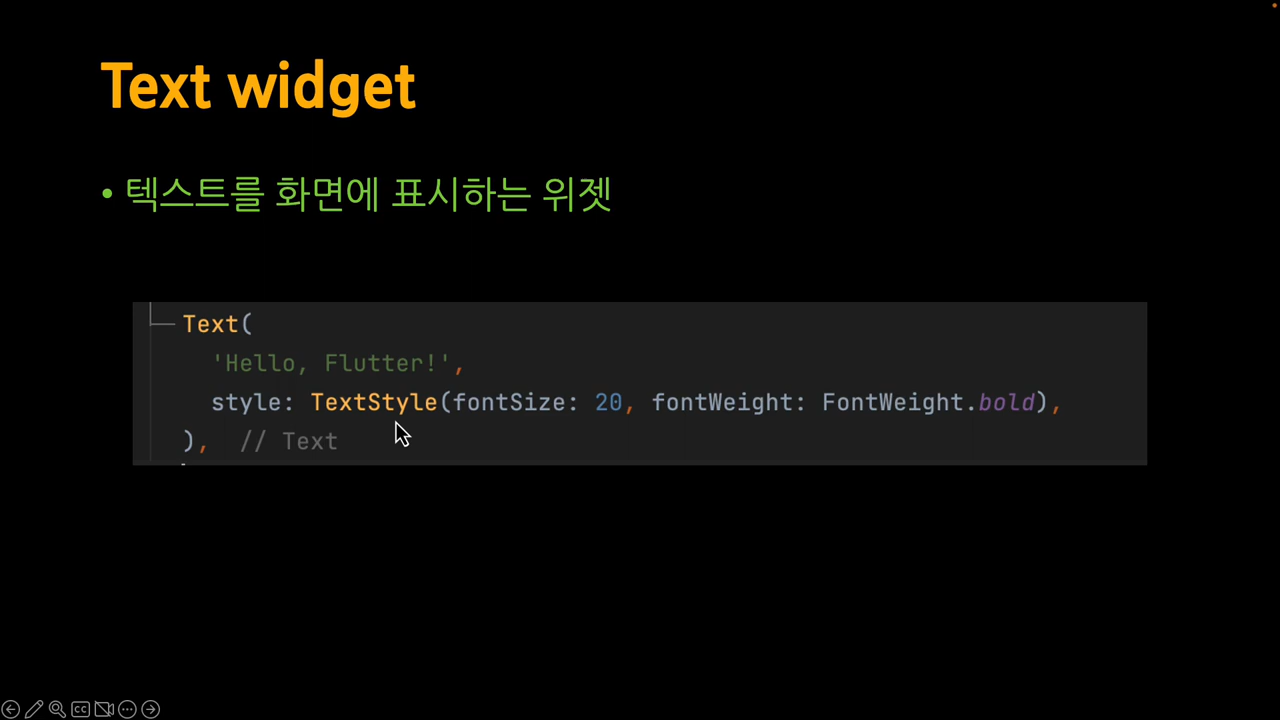 Text widget
• 텍스트를 화면에 표시하는 위젯
Text(
'Hello, Flutter!',
style: TextStyle(fontSize: 20, fontWeight: FontWeight.bold),
), // Text
CC